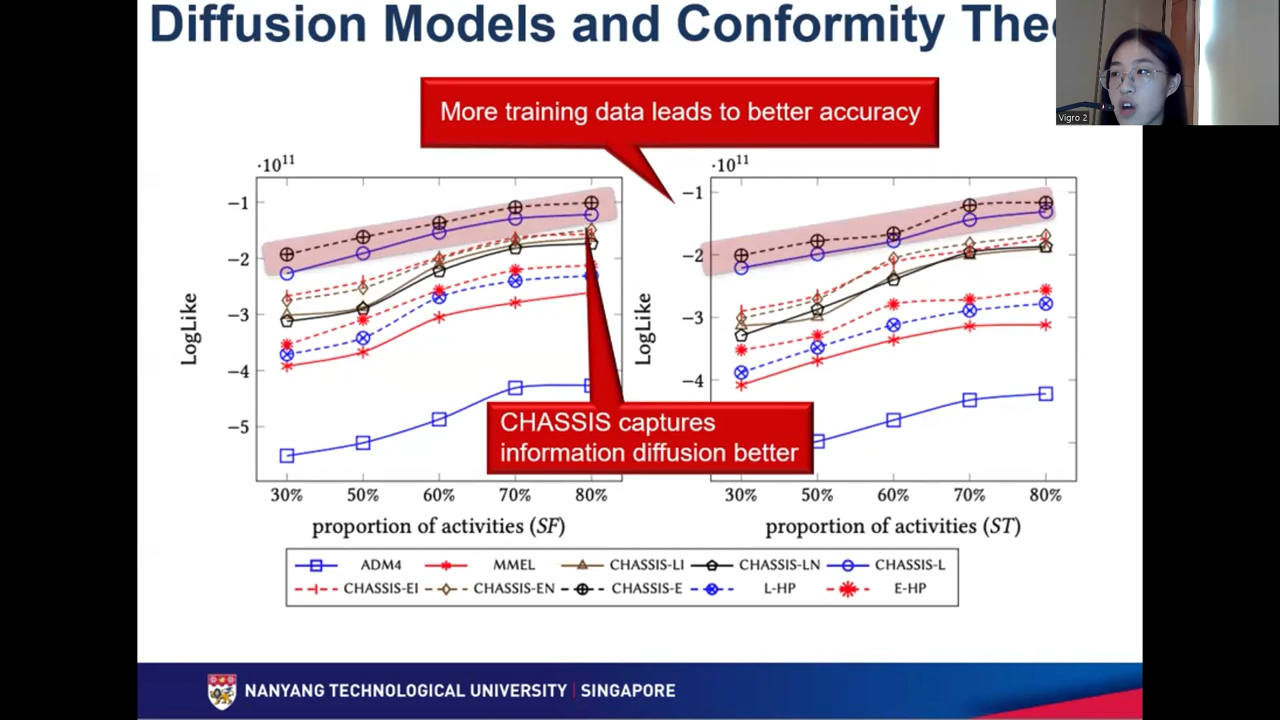 Diffusion Models and Conformity The
Vigro 2
More training data leads to better accuracy
·10¹¹
−1
−2
−3
−4
−5
LogLike
30% 50% 60% 70% 80%
proportion of activities (SF)
·10¹¹
−1
−2
−3
−4
LogLike
30% 50% 60% 70% 80%
proportion of activities (ST)
CHASSIS captures
information diffusion better
ADM4 MMEL CHASSIS-LI CHASSIS-LN CHASSIS-L
CHASSIS-EI CHASSIS-EN CHASSIS-E L-HP E-HP
NANYANG TECHNOLOGICAL UNIVERSITY | SINGAPORE